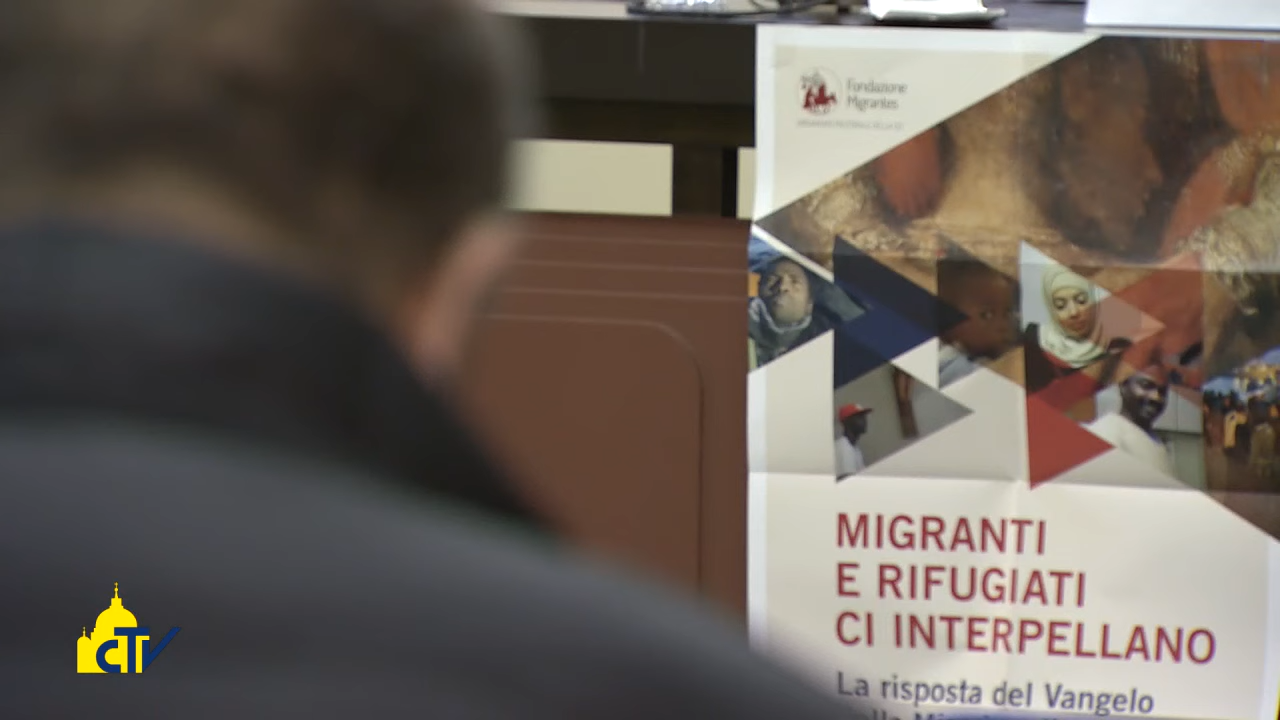 Fondazione
Migrantes
MIGRANTI
E RIFUGIATI
CI INTERPELLANO
La risposta del Vangelo
CTV